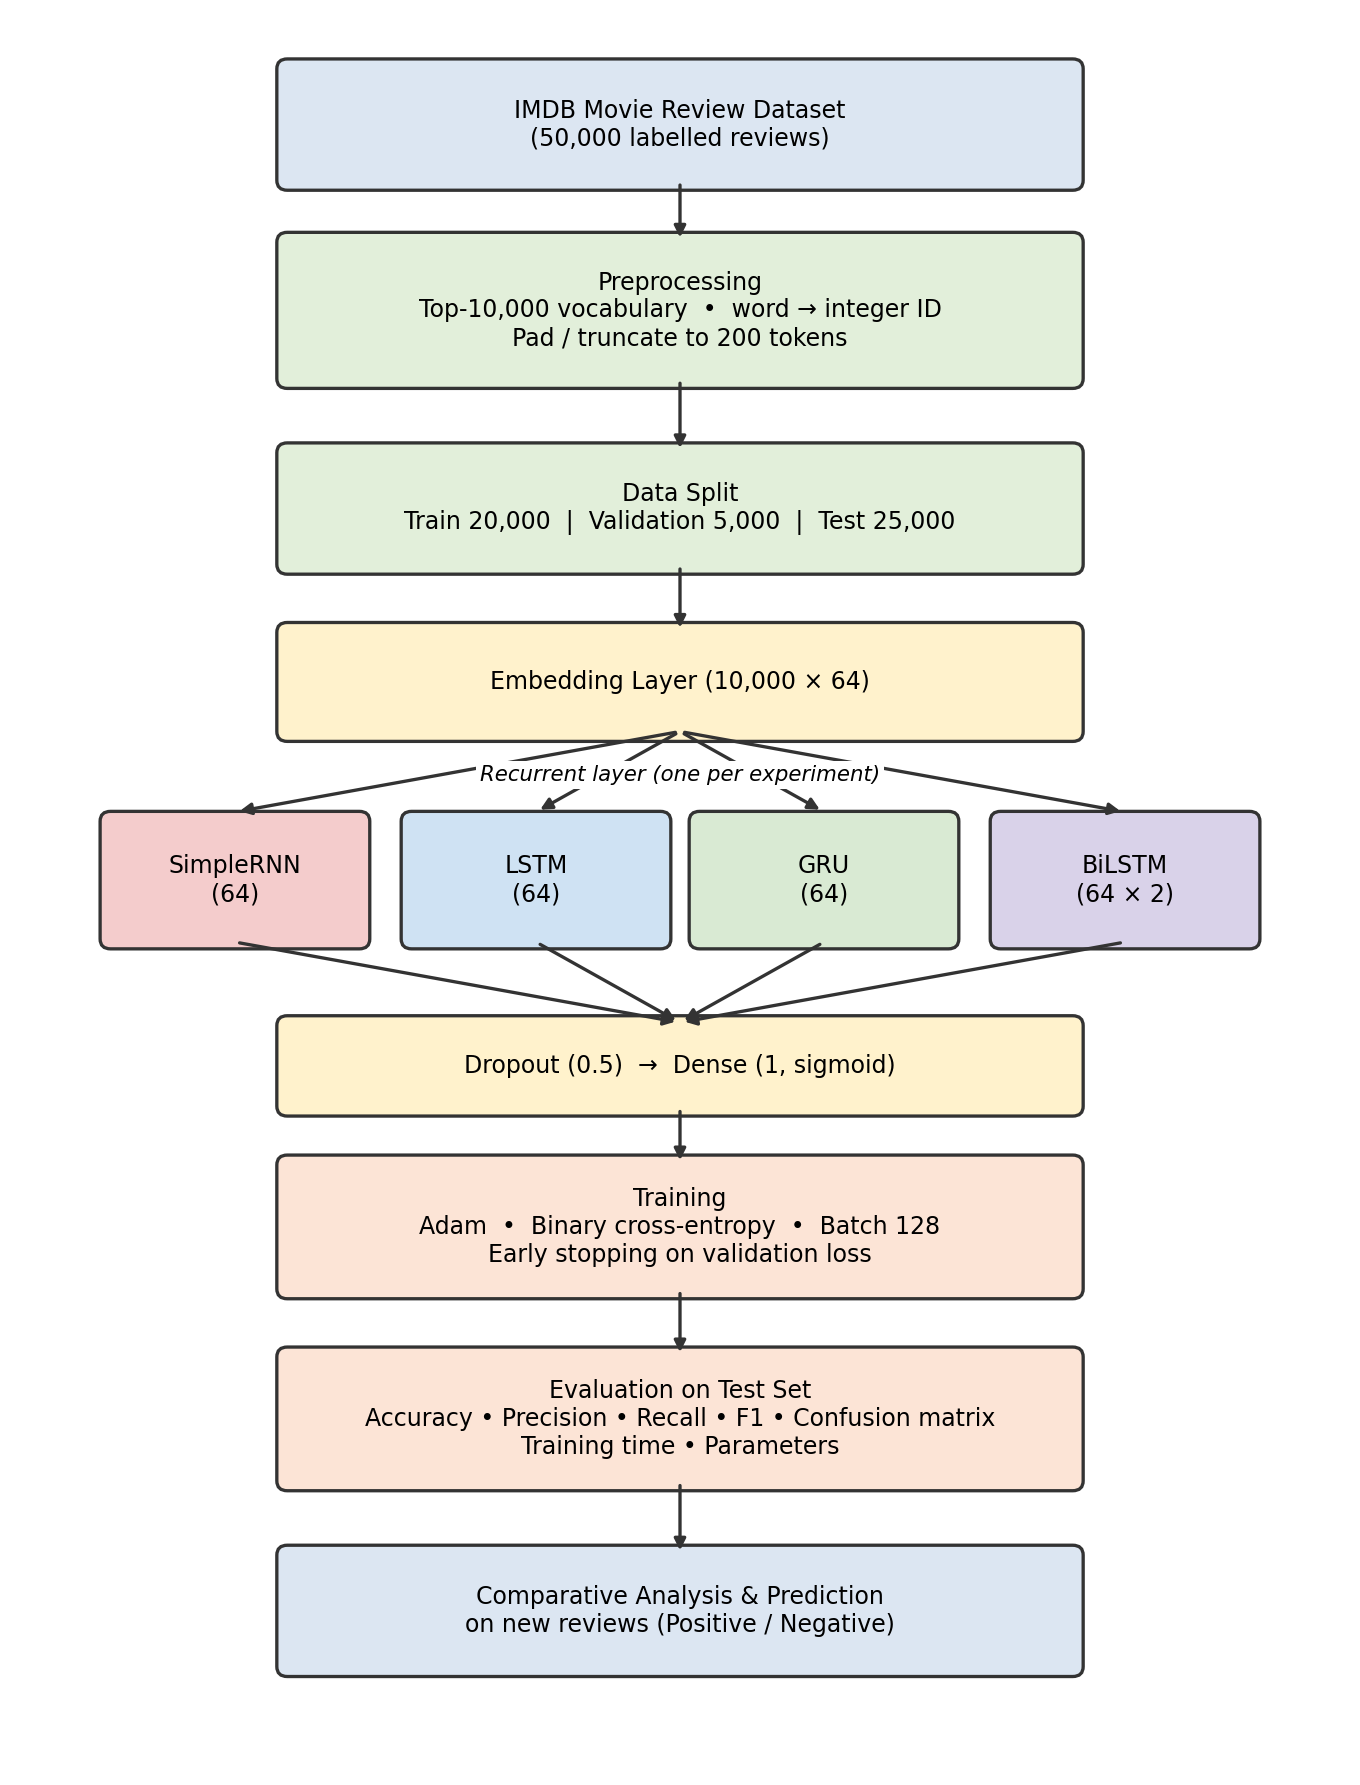 IMDB Movie Review Dataset
(50,000 labelled reviews)
Preprocessing
Top-10,000 vocabulary • word → integer ID
Pad / truncate to 200 tokens
Data Split
Train 20,000 | Validation 5,000 | Test 25,000
Embedding Layer (10,000 × 64)
Recurrent layer (one per experiment)
SimpleRNN
(64)
LSTM
(64)
GRU
(64)
BiLSTM
(64 × 2)
Dropout (0.5) → Dense (1, sigmoid)
Training
Adam • Binary cross-entropy • Batch 128
Early stopping on validation loss
Evaluation on Test Set
Accuracy • Precision • Recall • F1 • Confusion matrix
Training time • Parameters
Comparative Analysis & Prediction
on new reviews (Positive / Negative)